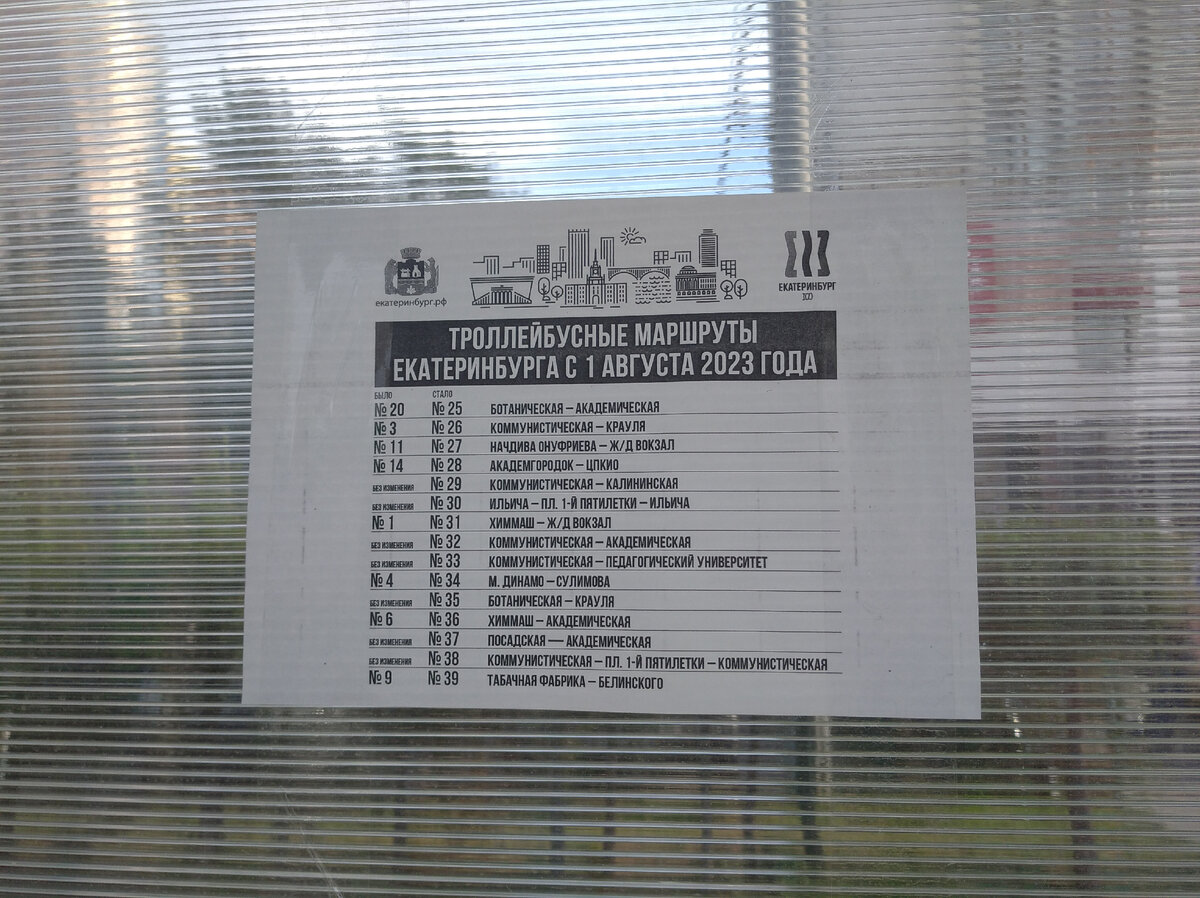 екатеринбург.рф
ЕКАТЕРИНБУРГ
ТРОЛЛЕЙБУСНЫЕ МАРШРУТЫ
ЕКАТЕРИНБУРГА С 1 АВГУСТА 2023 ГОДА
БЫЛО СТАЛО
№ 20 № 25 БОТАНИЧЕСКАЯ – АКАДЕМИЧЕСКАЯ
№ 3 № 26 КОММУНИСТИЧЕСКАЯ – КРАУЛЯ
№ 11 № 27 НАЧДИВА ОНУФРИЕВА – Ж/Д ВОКЗАЛ
№ 14 № 28 АКАДЕМГОРОДОК – ЦПКИО
БЕЗ ИЗМЕНЕНИЯ № 29 КОММУНИСТИЧЕСКАЯ – КАЛИНИНСКАЯ
БЕЗ ИЗМЕНЕНИЯ № 30 ИЛЬИЧА – ПЛ. 1-Й ПЯТИЛЕТКИ – ИЛЬИЧА
№ 1 № 31 ХИММАШ – Ж/Д ВОКЗАЛ
БЕЗ ИЗМЕНЕНИЯ № 32 КОММУНИСТИЧЕСКАЯ – АКАДЕМИЧЕСКАЯ
БЕЗ ИЗМЕНЕНИЯ № 33 КОММУНИСТИЧЕСКАЯ – ПЕДАГОГИЧЕСКИЙ УНИВЕРСИТЕТ
№ 4 № 34 М. ДИНАМО – СУЛИМОВА
БЕЗ ИЗМЕНЕНИЯ № 35 БОТАНИЧЕСКАЯ – КРАУЛЯ
№ 6 № 36 ХИММАШ – АКАДЕМИЧЕСКАЯ
БЕЗ ИЗМЕНЕНИЯ № 37 ПОСАДСКАЯ — АКАДЕМИЧЕСКАЯ
БЕЗ ИЗМЕНЕНИЯ № 38 КОММУНИСТИЧЕСКАЯ – ПЛ. 1-Й ПЯТИЛЕТКИ – КОММУНИСТИЧЕСКАЯ
№ 9 № 39 ТАБАЧНАЯ ФАБРИКА – БЕЛИНСКОГО